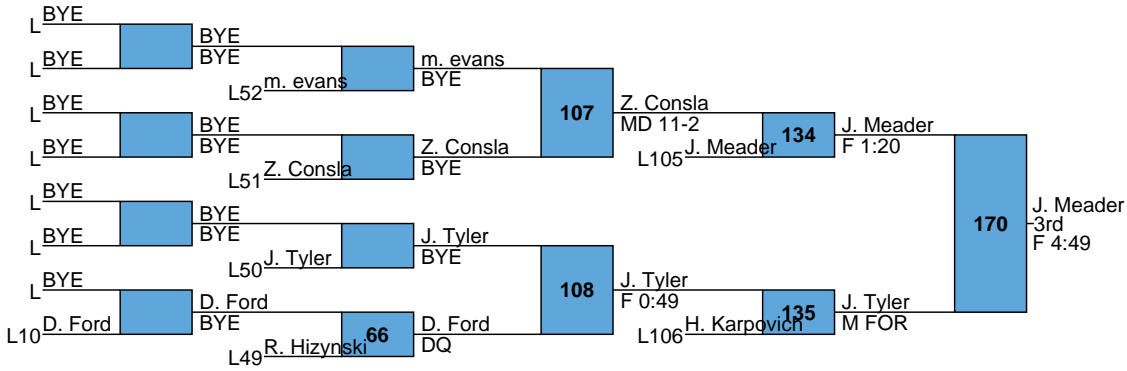 BYE
L
BYE
BYE
L
BYE
m. evans
L52
m. evans
BYE
BYE
L
BYE
BYE
L
BYE
Z. Consla
L51
Z. Consla
BYE
107
Z. Consla
MD 11-2
J. Meader
L105
134
J. Meader
F 1:20
BYE
L
BYE
BYE
L
BYE
J. Tyler
L50
J. Tyler
BYE
BYE
L
D. Ford
L10
D. Ford
BYE
R. Hizynski
L49
66
D. Ford
DQ
108
J. Tyler
F 0:49
H. Karpovich
L106
135
J. Tyler
M FOR
170
J. Meader
3rd
F 4:49